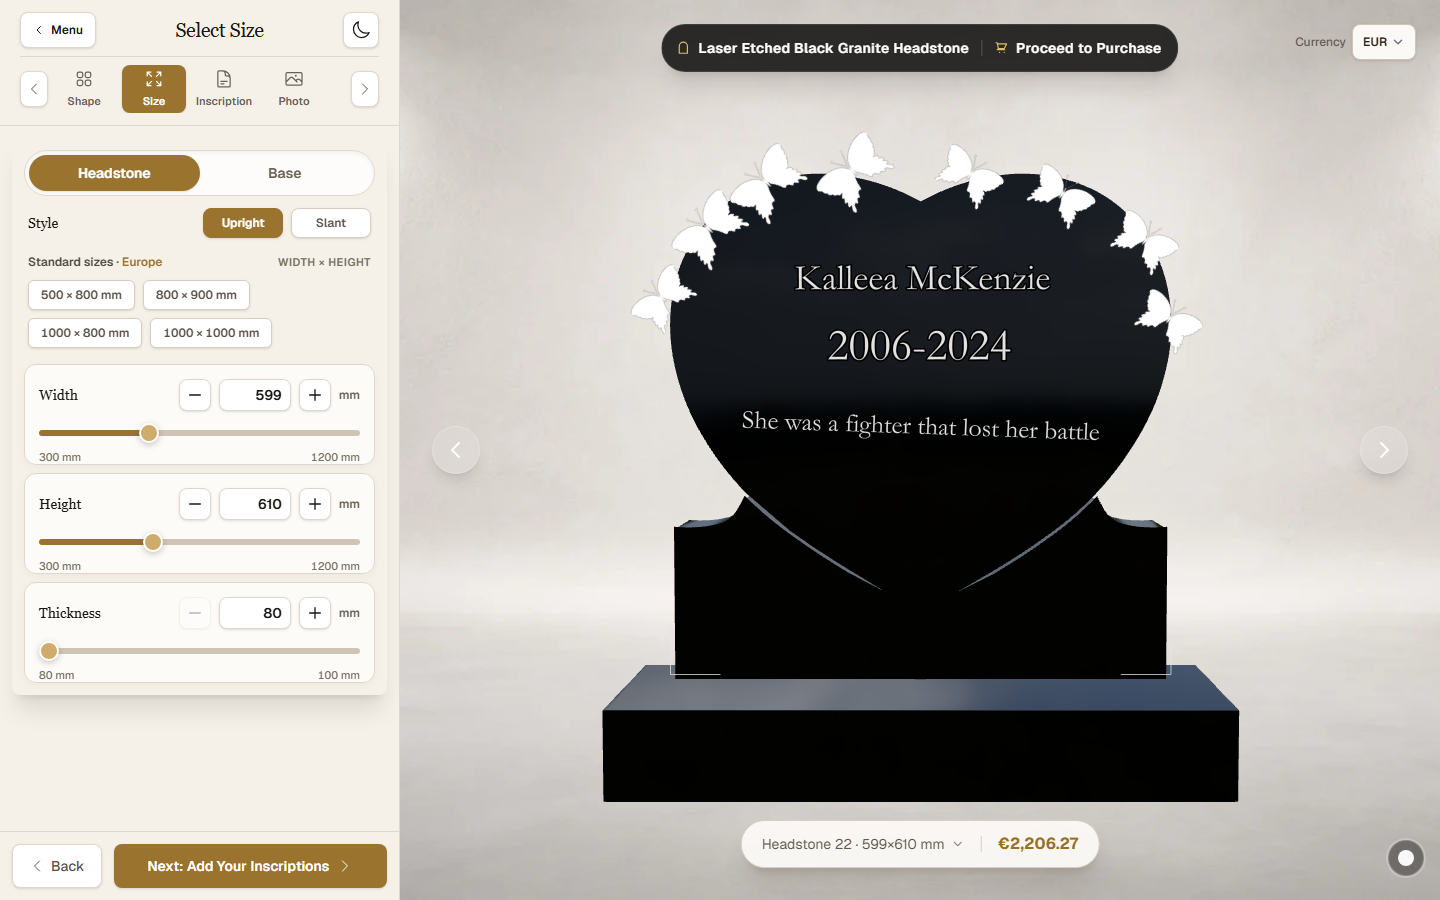 Menu
Select Size
Shape
Size
Inscription
Photo
Headstone
Base
Style
Upright
Slant
Standard sizes · Europe
WIDTH × HEIGHT
500 × 800 mm
800 × 900 mm
1000 × 800 mm
1000 × 1000 mm
Width
599
mm
300 mm
1200 mm
Height
610
mm
300 mm
1200 mm
Thickness
80
mm
80 mm
100 mm
Back
Next: Add Your Inscriptions
Laser Etched Black Granite Headstone
Proceed to Purchase
Currency
EUR
Kalleea McKenzie
2006-2024
She was a fighter that lost her battle
Headstone 22 · 599×610 mm
€2,206.27